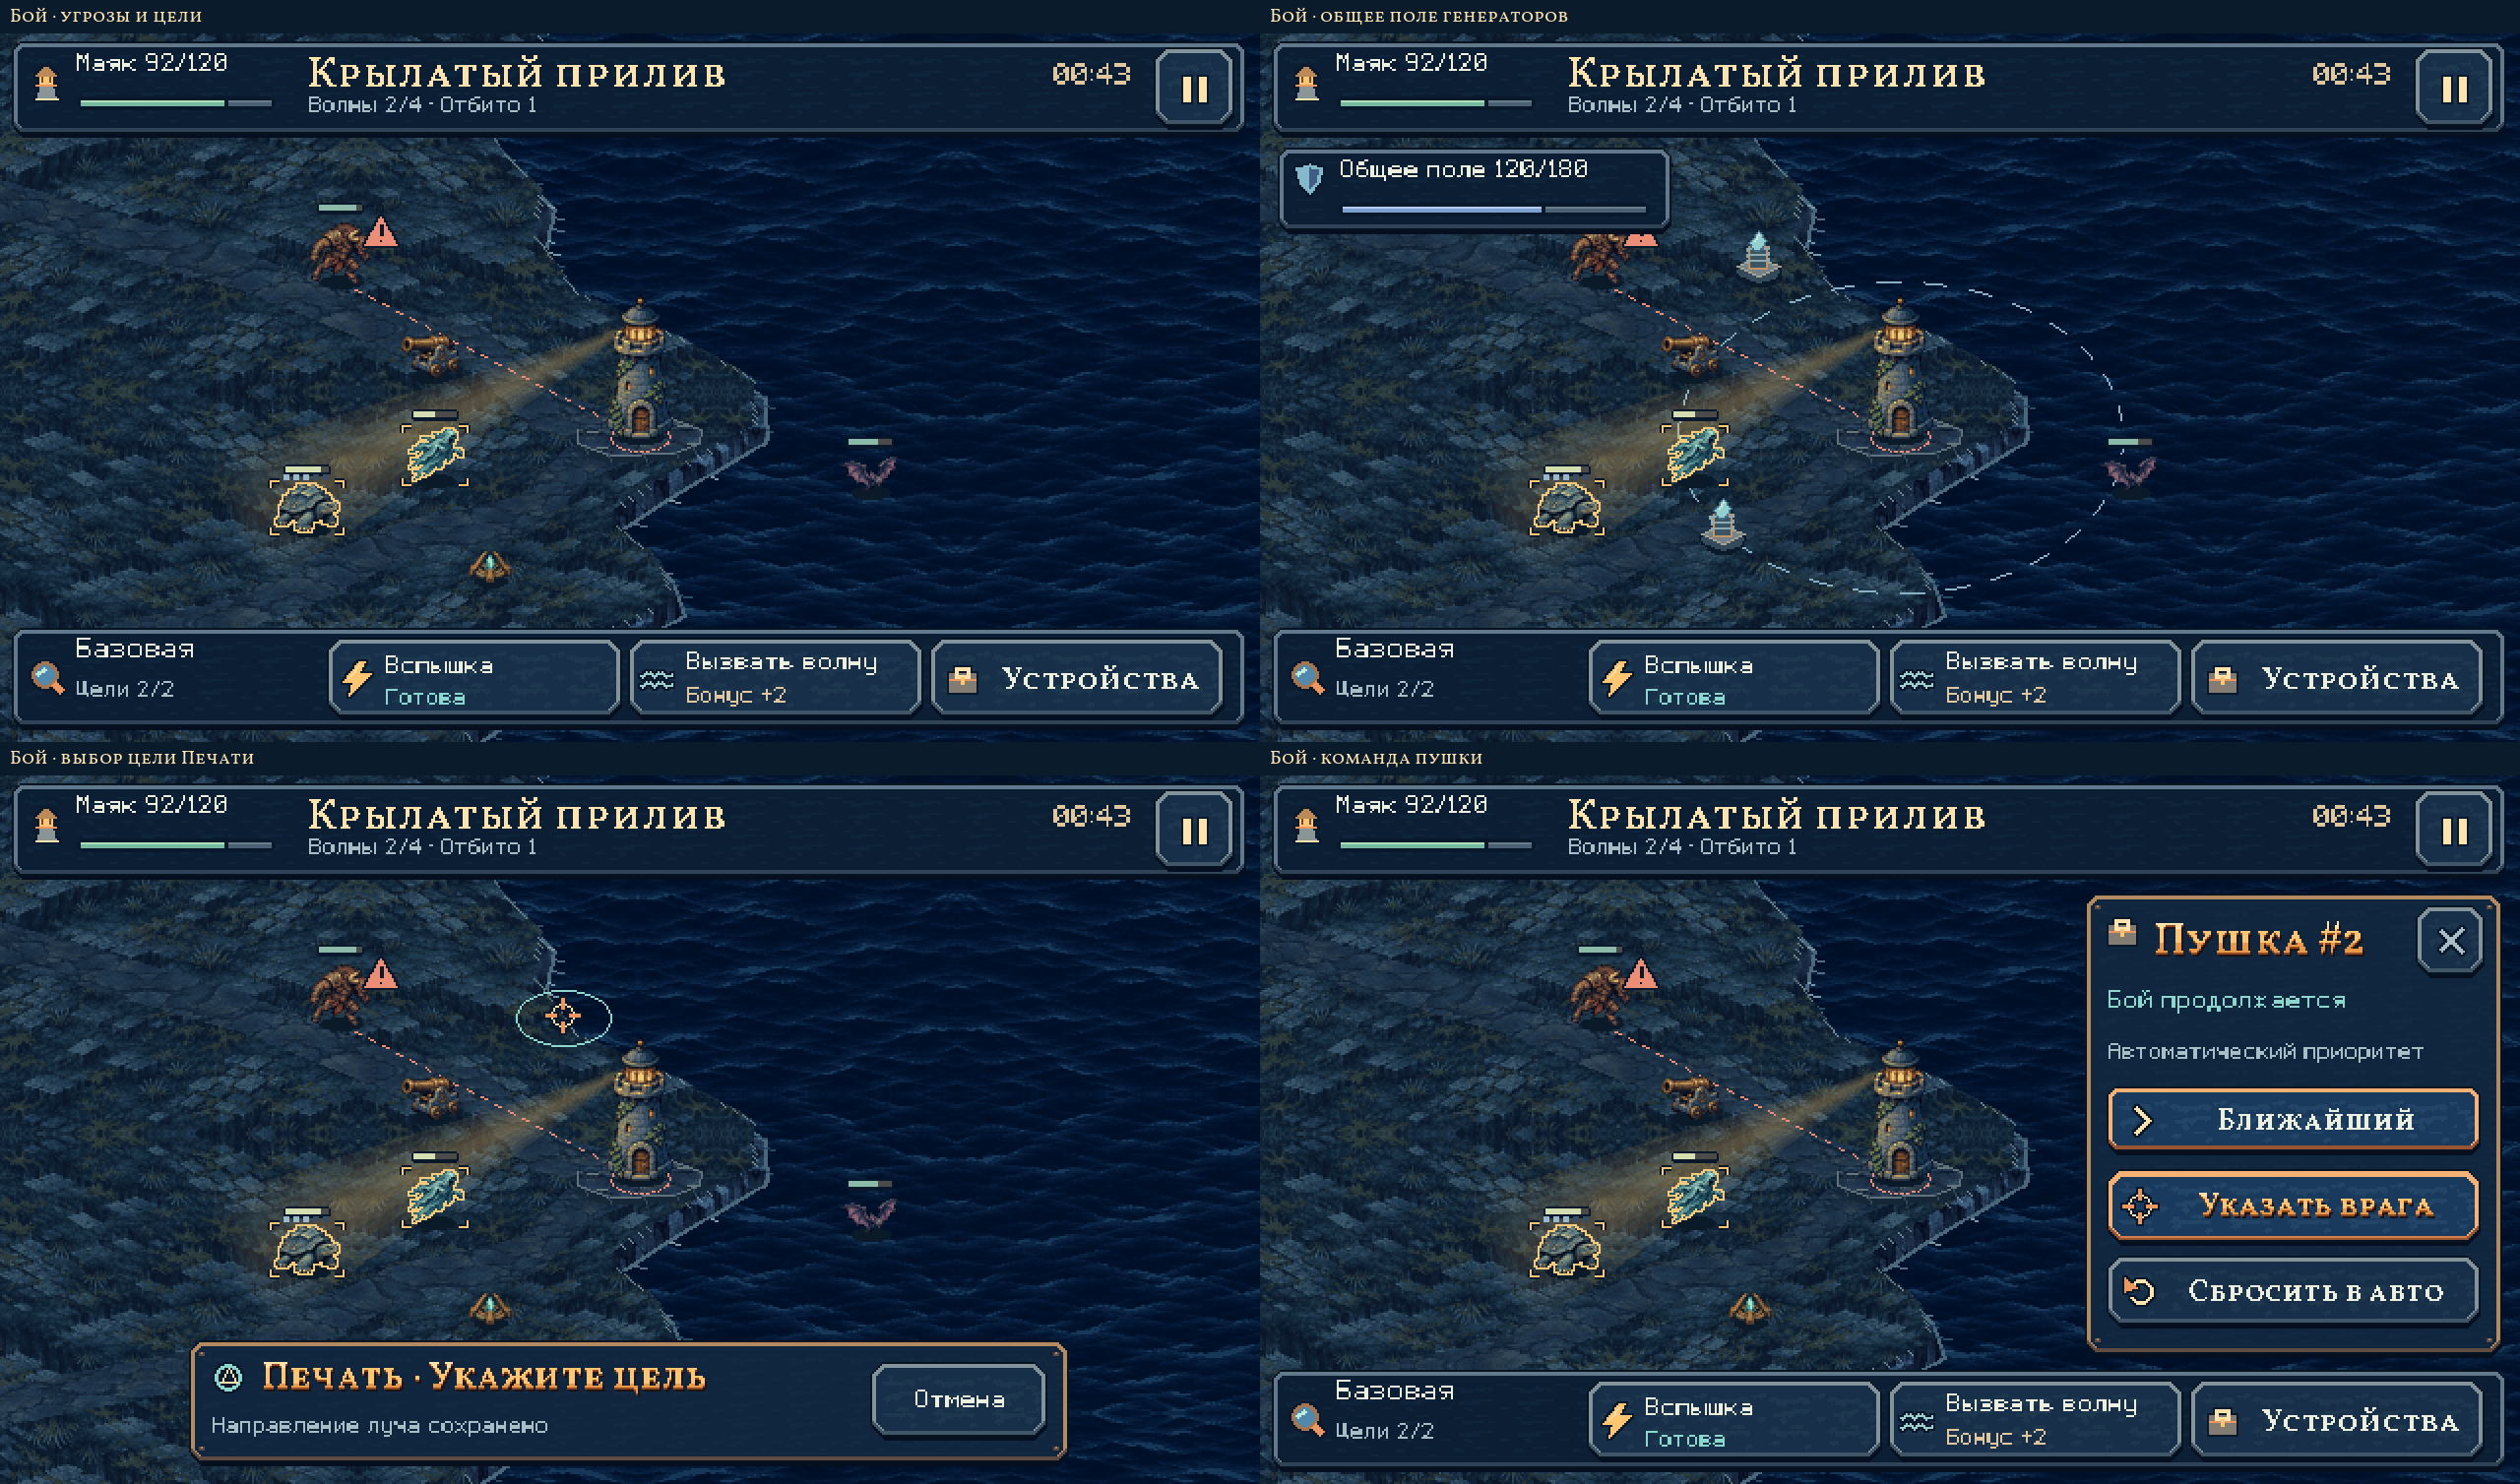 Бой · угрозы и цели
Маяк 92/120
Крылатый прилив
Волны 2/4 · Отбито 1
00:43
Базовая
Цели 2/2
Вспышка
Готова
Вызвать волну
Бонус +2
Устройства
Бой · общее поле генераторов
Маяк 92/120
Крылатый прилив
Волны 2/4 · Отбито 1
00:43
Общее поле 120/180
Базовая
Цели 2/2
Вспышка
Готова
Вызвать волну
Бонус +2
Устройства
Бой · выбор цели Печати
Маяк 92/120
Крылатый прилив
Волны 2/4 · Отбито 1
00:43
Печать · Укажите цель
Направление луча сохранено
Отмена
Бой · команда пушки
Маяк 92/120
Крылатый прилив
Волны 2/4 · Отбито 1
00:43
Пушка #2
Бой продолжается
Автоматический приоритет
Ближайший
Указать врага
Сбросить в авто
Базовая
Цели 2/2
Вспышка
Готова
Вызвать волну
Бонус +2
Устройства